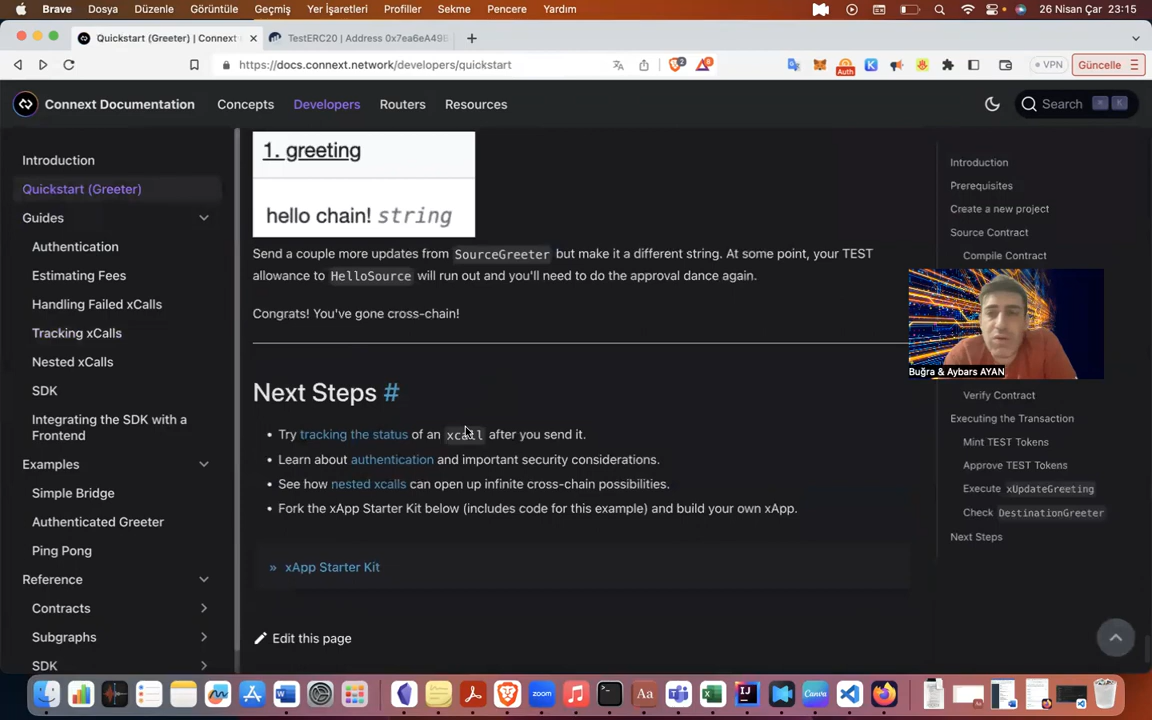 Brave Dosya Düzenle Görüntüle Geçmiş Yer İşaretleri Profiller Sekme Pencere Yardım 26 Nisan Çar 23:15
Quickstart (Greeter) | Connext
TestERC20 | Address 0x7ea6eA49B
https://docs.connext.network/developers/quickstart
2
8
Auth
VPN
Güncelle
Connext Documentation
Concepts
Developers
Routers
Resources
Search
K
Introduction
Quickstart (Greeter)
Guides
Authentication
Estimating Fees
Handling Failed xCalls
Tracking xCalls
Nested xCalls
SDK
Integrating the SDK with a
Frontend
Examples
Simple Bridge
Authenticated Greeter
Ping Pong
Reference
Contracts
Subgraphs
SDK
1. greeting
hello chain! string
Send a couple more updates from SourceGreeter but make it a different string. At some point, your TEST
allowance to HelloSource will run out and you'll need to do the approval dance again.
Congrats! You've gone cross-chain!
Next Steps #
• Try tracking the status of an xcall after you send it.
• Learn about authentication and important security considerations.
• See how nested xcalls can open up infinite cross-chain possibilities.
• Fork the xApp Starter Kit below (includes code for this example) and build your own xApp.
» xApp Starter Kit
Edit this page
Introduction
Prerequisites
Create a new project
Source Contract
Compile Contract
Buğra & Aybars AYAN
Verify Contract
Executing the Transaction
Mint TEST Tokens
Approve TEST Tokens
Execute xUpdateGreeting
Check DestinationGreeter
Next Steps
zoom
Aa
Canva